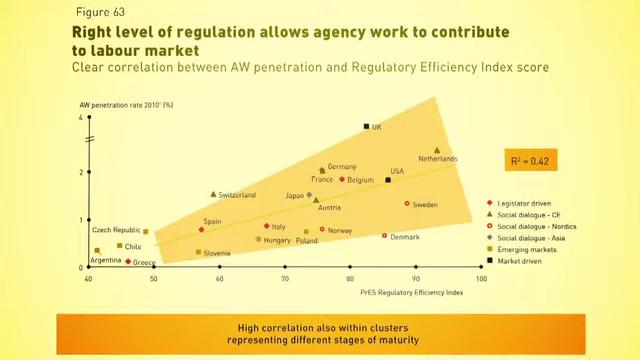 Figure 63
Right level of regulation allows agency work to contribute
to labour market
Clear correlation between AW penetration and Regulatory Efficiency Index score
AW penetration rate 2010¹ (%)
4
UK
Netherlands
R² = 0.42
2
Germany
France
Belgium
USA
Switzerland
Japan
Austria
Sweden
Legislator driven
Social dialogue - CE
Social dialogue - Nordics
Social dialogue - Asia
Emerging markets
Market driven
1
Czech Republic
Spain
Italy
Norway
Denmark
Chile
Hungary
Poland
Slovenia
Argentina
Greece
0
40 50 60 70 80 90 100
PrES Regulatory Efficiency Index
High correlation also within clusters
representing different stages of maturity